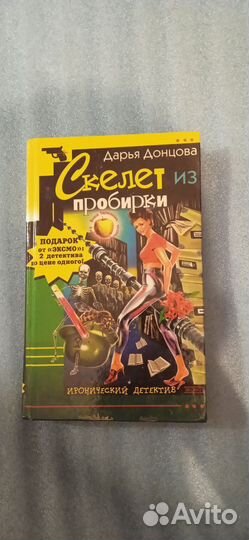 Дарья Донцова
Скелет из
пробирки
ПОДАРОК
от «ЭКСМО»:
2 детектива
по цене одного!
ИРОНИЧЕСКИЙ ДЕТЕКТИВ
Avito